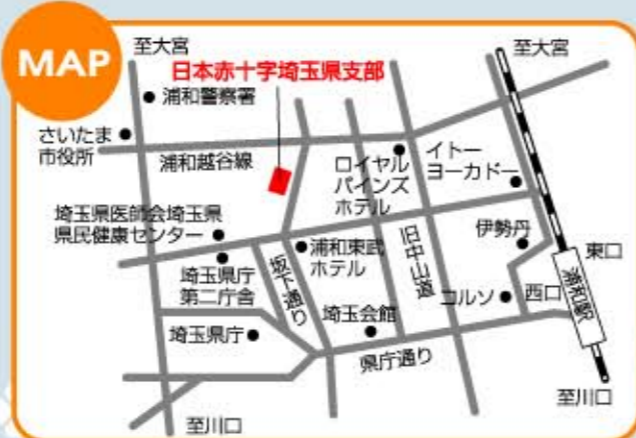 MAP
至大宮
至大宮
日本赤十字埼玉県支部
浦和警察署
さいたま
市役所
浦和越谷線
ロイヤル
パインズ
ホテル
イトー
ヨーカドー
埼玉県医師会埼玉県
県民健康センター
伊勢丹
東口
浦和東武
ホテル
旧中山道
坂下通り
埼玉県庁
第二庁舎
コルソ
西口
浦和駅
埼玉会館
埼玉県庁
県庁通り
至川口
至川口